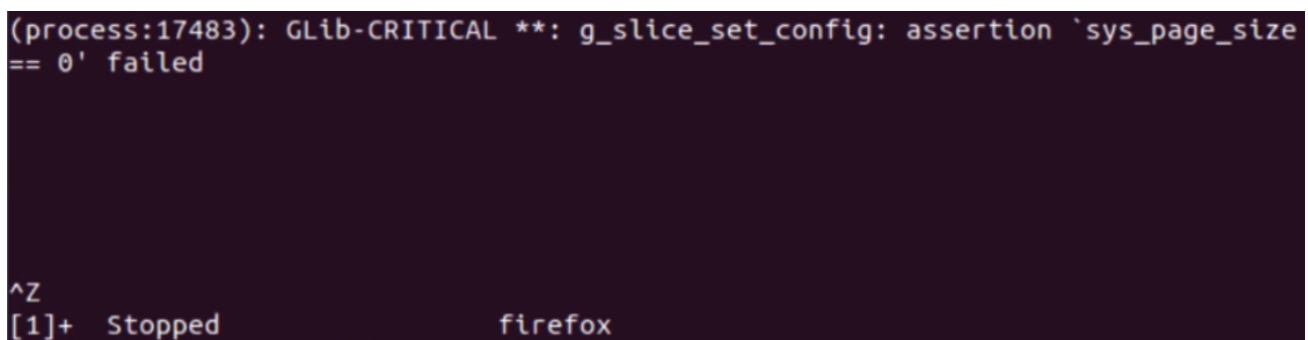 (process:17483): GLib-CRITICAL **: g_slice_set_config: assertion `sys_page_size
== 0' failed
^Z
[1]+  Stopped                 firefox